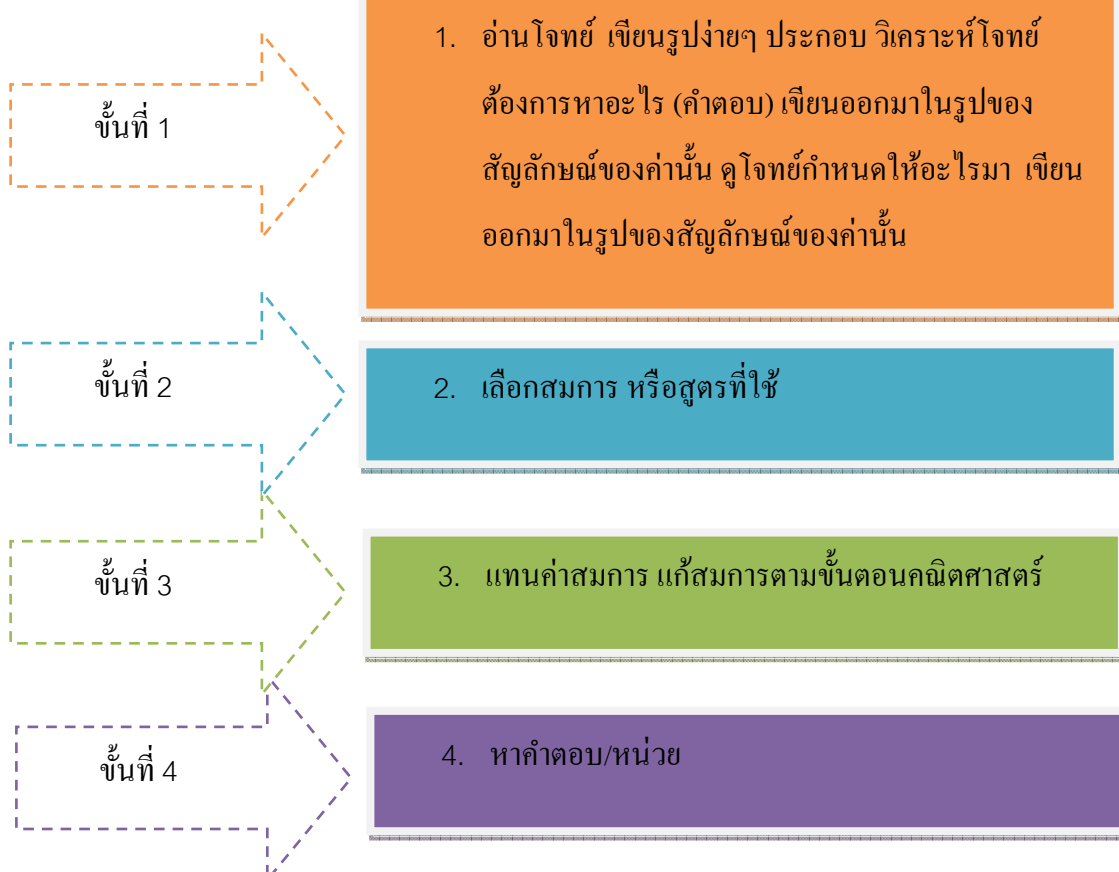 ขั้นที่ 1
1. อ่านโจทย์ เขียนรูปง่ายๆ ประกอบ วิเคราะห์โจทย์
ต้องการหาอะไร (คำตอบ) เขียนออกมาในรูปของ
สัญลักษณ์ของค่านั้น ดูโจทย์กำหนดให้อะไรมา เขียน
ออกมาในรูปของสัญลักษณ์ของค่านั้น
ขั้นที่ 2
2. เลือกสมการ หรือสูตรที่ใช้
ขั้นที่ 3
3. แทนค่าสมการ แก้สมการตามขั้นตอนคณิตศาสตร์
ขั้นที่ 4
4. หาคำตอบ/หน่วย